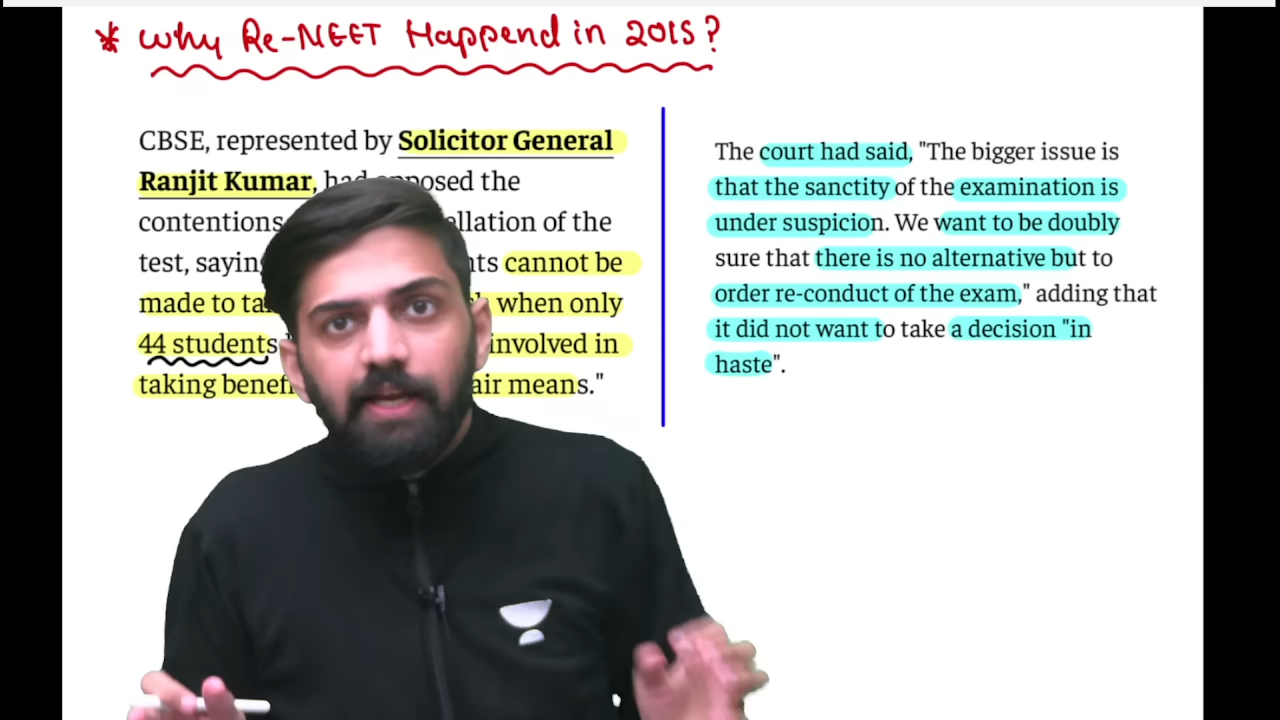 * Why Re-NEET Happend in 2015?
CBSE, represented by Solicitor General
Ranjit Kumar, had opposed the
contentions ellation of the
test, saying nts cannot be
made to ta when only
44 students involved in
taking benefi air means."
The court had said, "The bigger issue is
that the sanctity of the examination is
under suspicion. We want to be doubly
sure that there is no alternative but to
order re-conduct of the exam," adding that
it did not want to take a decision "in
haste".